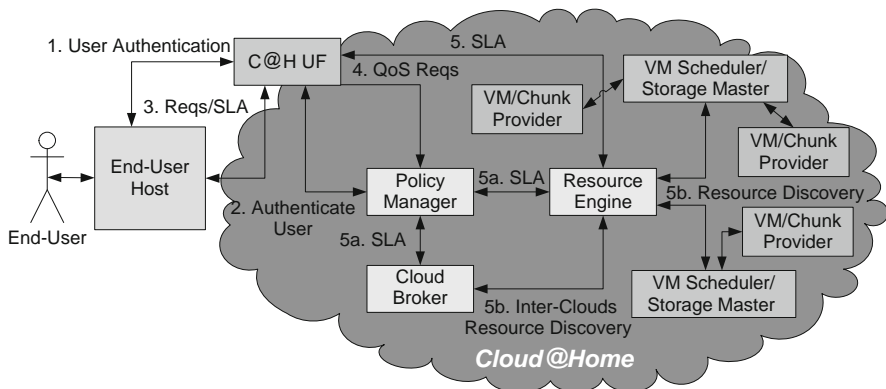 1. User Authentication
C@H UF
5. SLA
4. QoS Reqs
VM Scheduler/
Storage Master
VM/Chunk
Provider
3. Reqs/SLA
VM/Chunk
Provider
End-User
Host
Policy
Manager
5a. SLA
Resource
Engine
5b. Resource Discovery
2. Authenticate
User
VM/Chunk
Provider
End-User
5a. SLA
Cloud
Broker
VM Scheduler/
Storage Master
5b. Inter-Clouds
Resource Discovery
Cloud@Home